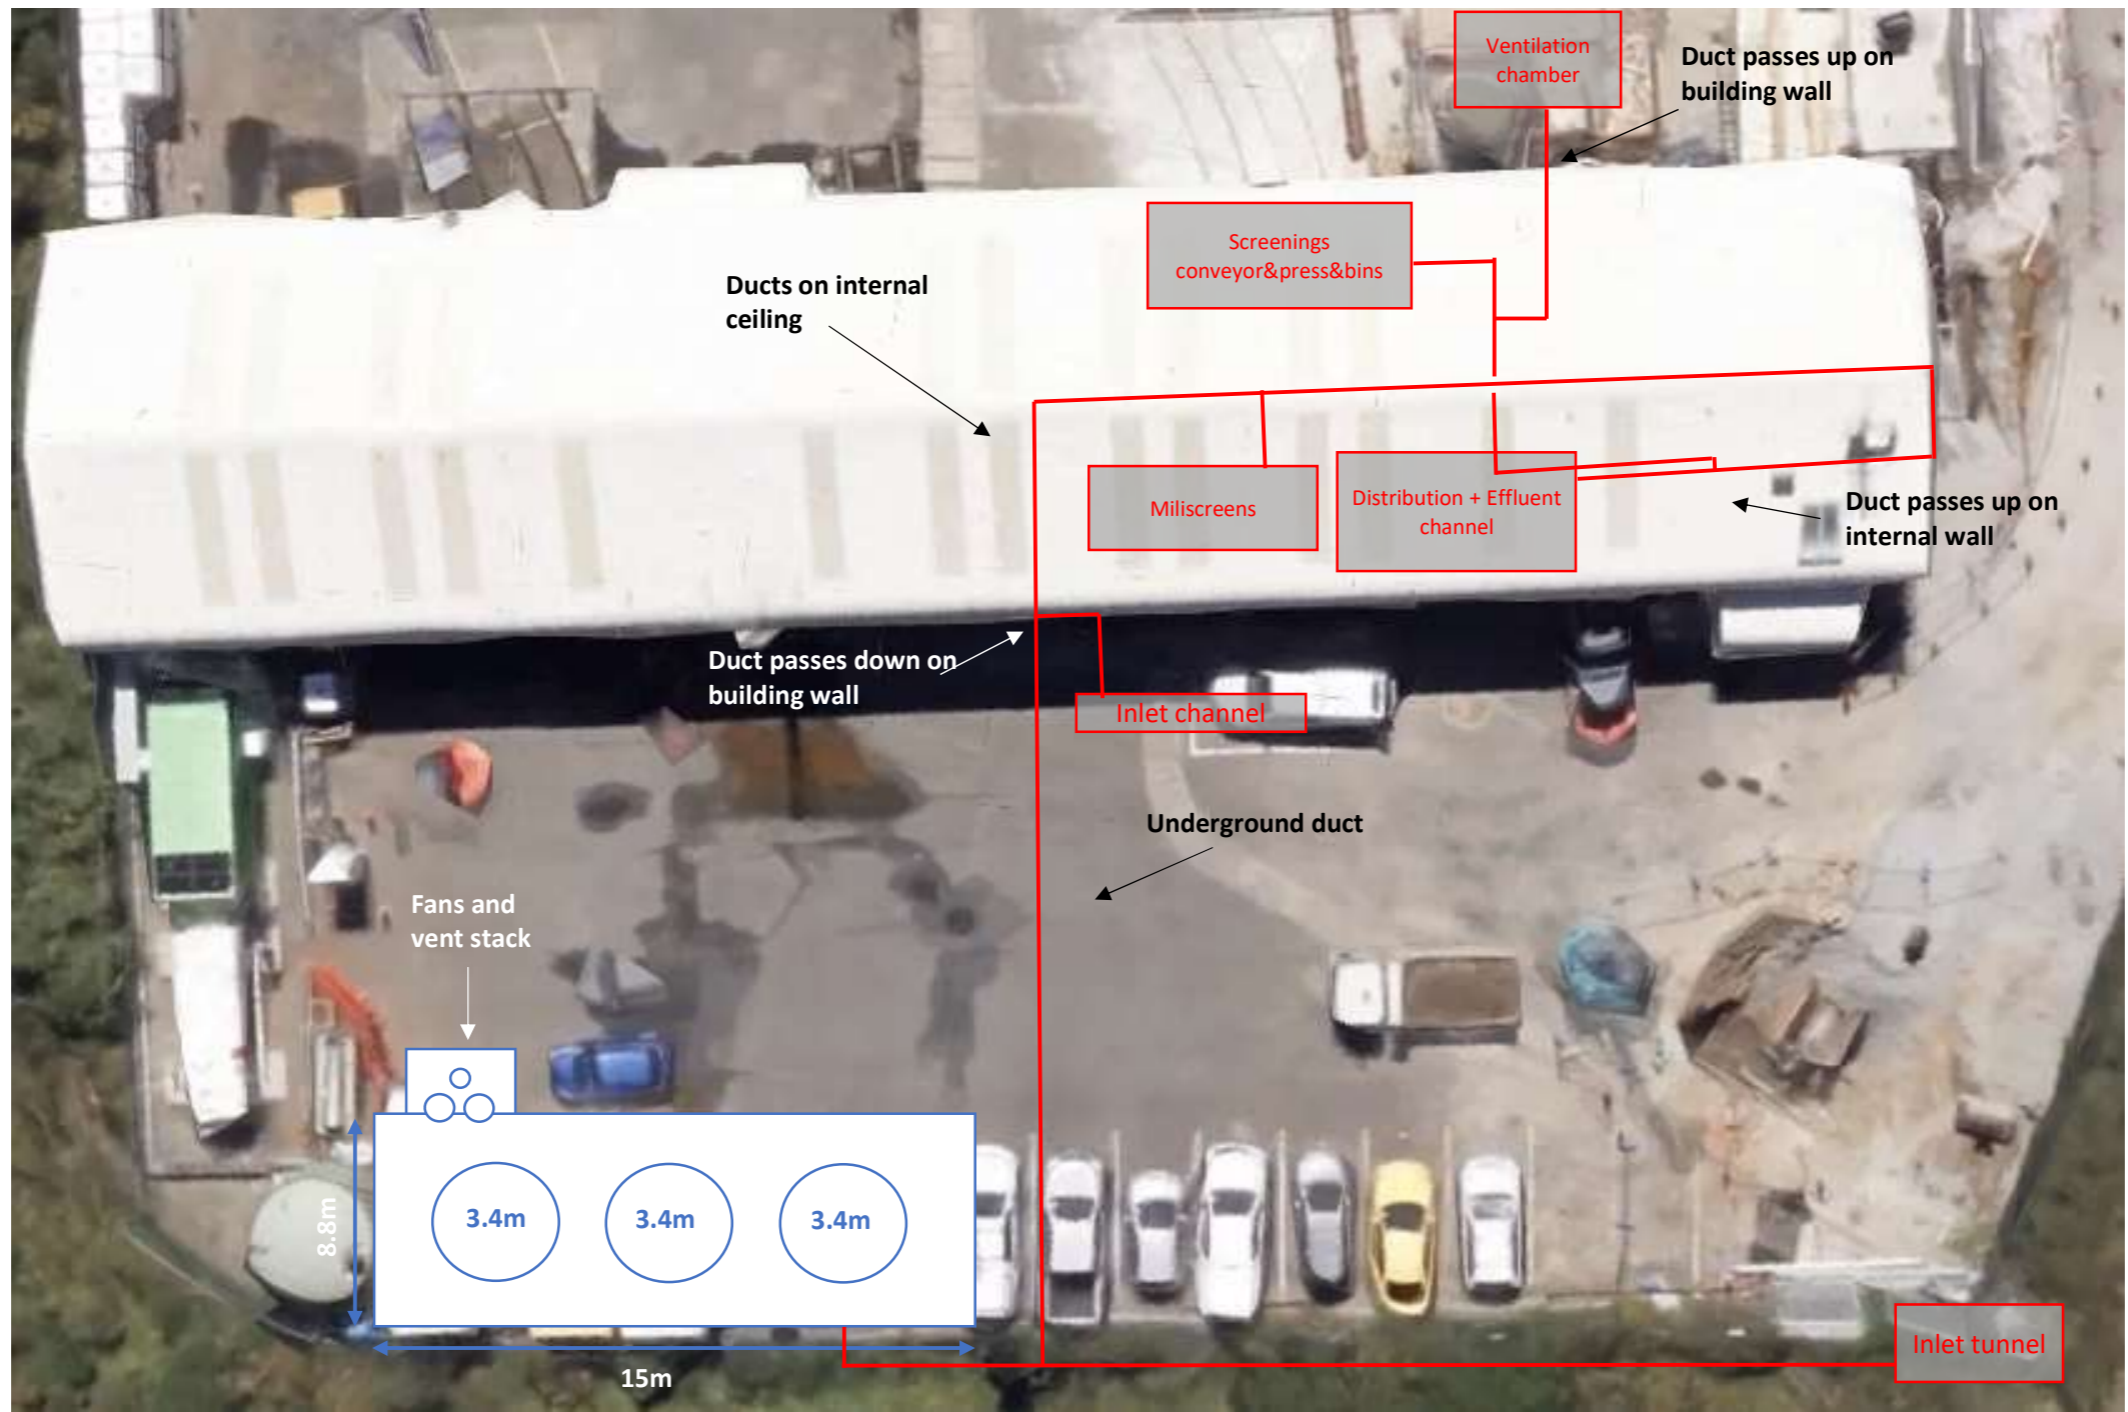 Ventilation
chamber
Duct passes up on
building wall
Screenings
conveyor&press&bins
Ducts on internal
ceiling
Miliscreens
Distribution + Effluent
channel
Duct passes up on
internal wall
Duct passes down on
building wall
Inlet channel
Underground duct
Fans and
vent stack
8.8m
3.4m
3.4m
3.4m
15m
Inlet tunnel